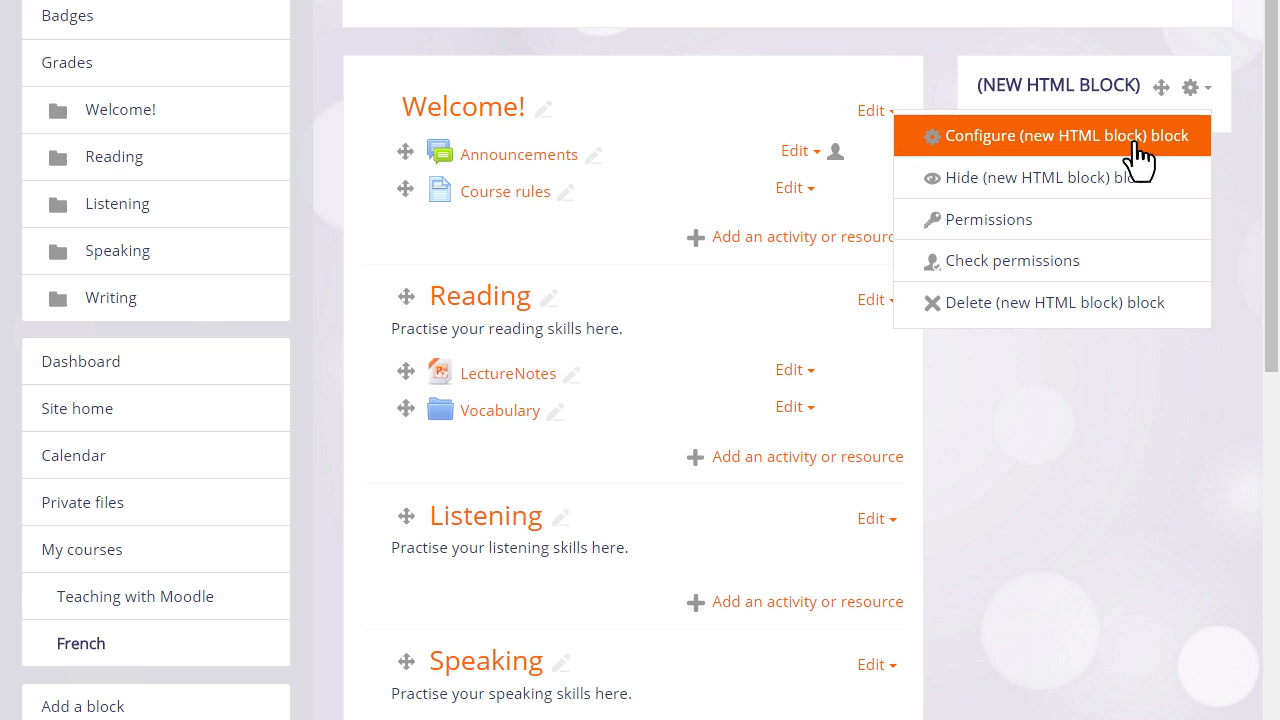 Badges
Grades
Welcome!
Reading
Listening
Speaking
Writing
Dashboard
Site home
Calendar
Private files
My courses
Teaching with Moodle
French
Add a block
Welcome!
Edit
Announcements
Edit
Course rules
Edit
Add an activity or resourc
Reading
Edit
Practise your reading skills here.
LectureNotes
Edit
Vocabulary
Edit
Add an activity or resource
Listening
Edit
Practise your listening skills here.
Add an activity or resource
Speaking
Edit
Practise your speaking skills here.
(NEW HTML BLOCK)
Configure (new HTML block) block
Hide (new HTML block)
Permissions
Check permissions
Delete (new HTML block) block